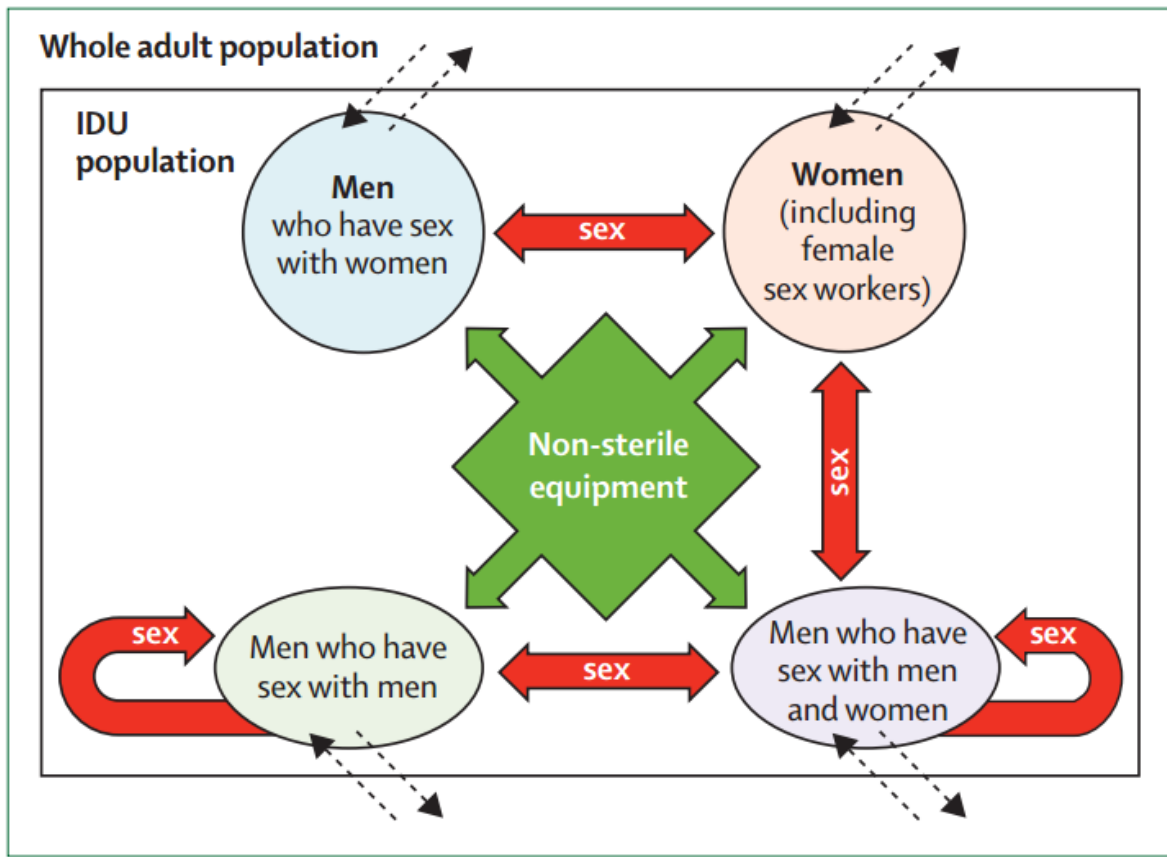 Whole adult population
IDU
population
Men
who have sex
with women
sex
Women
(including
female
sex workers)
Non-sterile
equipment
sex
sex
Men who have
sex with men
sex
Men who have
sex with men
and women
sex